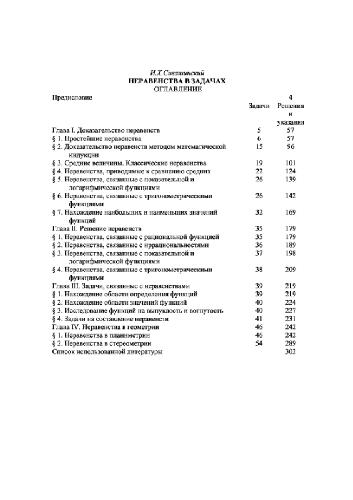 И.Х Сивашинский
НЕРАВЕНСТВА В ЗАДАЧАХ
ОГЛАВЛЕНИЕ
Предисловие 4
Задачи Решения
и
указания
Глава I. Доказательство неравенств 5 57
§ 1. Простейшие неравенства 6 57
§ 2. Доказательство неравенств методом математической 15 96
индукции
§ 3. Средние величины. Классические неравенства 19 101
§ 4. Неравенства, приводимые к сравнению средних 22 124
§ 5. Неравенства, связанные с показательной и 26 139
логарифмической функциями
§ 6. Неравенства, связанные с тригонометрическими 26 142
функциями
§ 7. Нахождение наибольших и наименьших значений 32 169
функций
Глава II. Решение неравенств 35 179
§ 1. Неравенства, связанные с рациональной функцией 35 179
§ 2. Неравенства, связанные с иррациональностями 36 189
§ 3. Неравенства, связанные с показательной и 37 198
логарифмической функциями
§ 4. Неравенства, связанные с тригонометрическими 38 209
функциями
Глава III. Задачи, связанные с неравенствами 39 219
§ 1. Нахождение области определения функций 39 219
§ 2. Нахождение области значений функций 40 224
§ 3. Исследование функций на выпуклость и вогнутость 40 227
§ 4. Задачи на составление неравенств 41 231
Глава IV. Неравенства в геометрии 46 242
§ 1. Неравенства в планиметрии 46 242
§ 2. Неравенства в стереометрии 54 289
Список использованной литературы 302